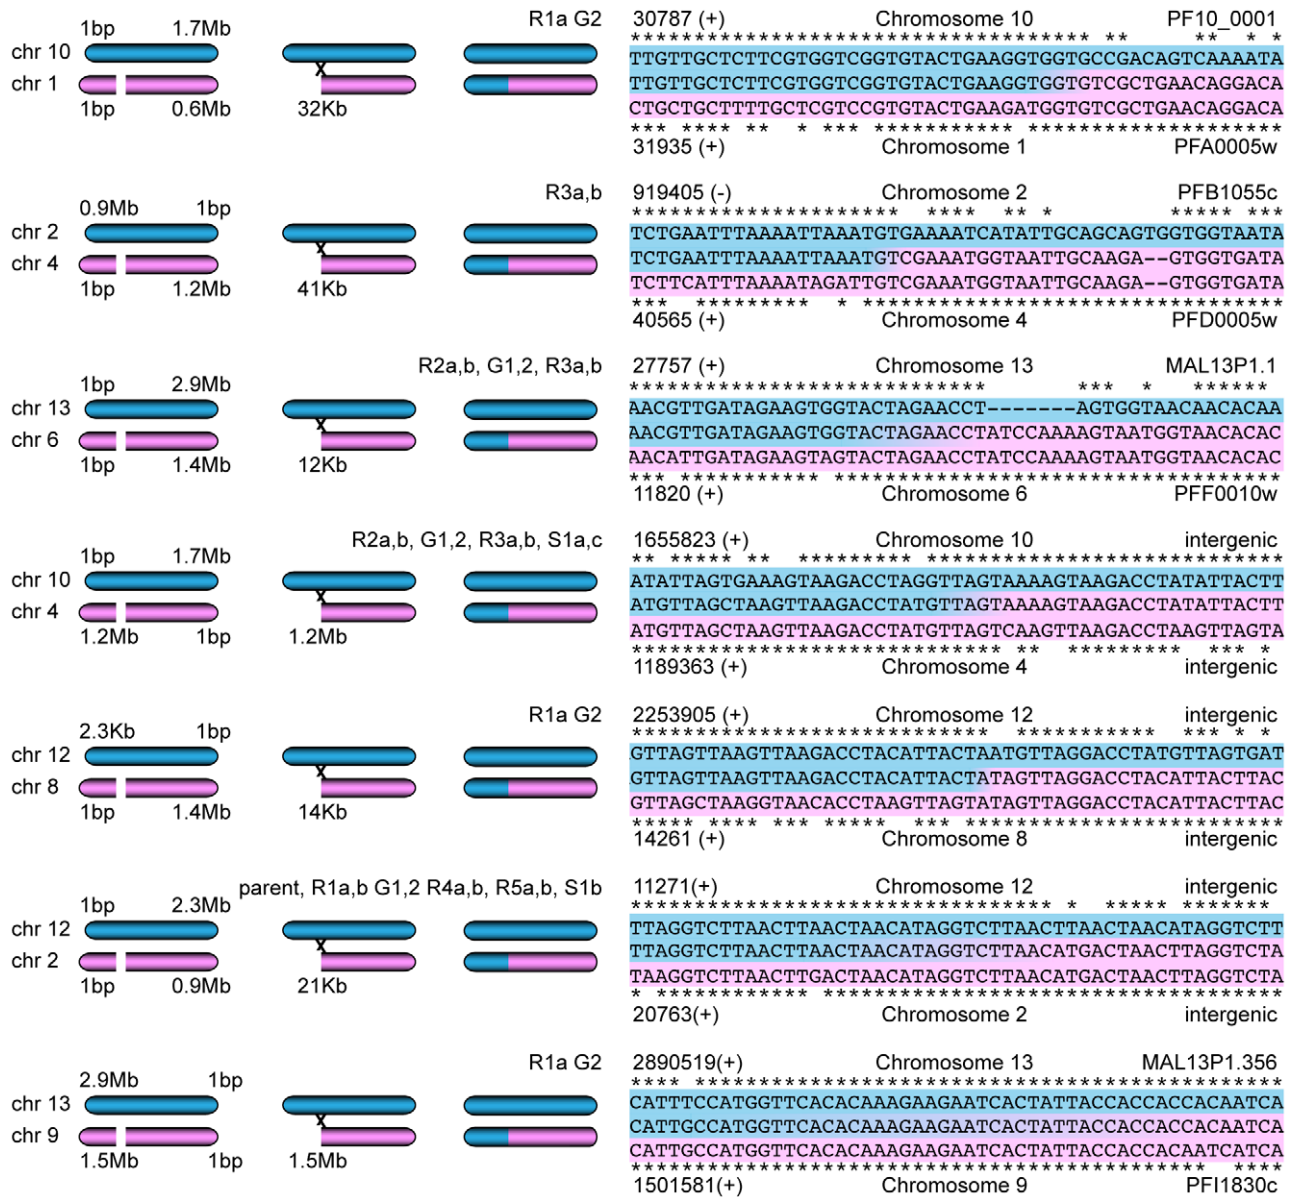 R1a G2
30787 (+) Chromosome 10 PF10_0001
1bp 1.7Mb
chr 10
chr 1
x
1bp 0.6Mb 32Kb
TTGTTGCTCTTCGTGGTCGGTGTACTGAAGGTGGTGCCGACAGTCAAAATA
TTGTTGCTCTTCGTGGTCGGTGTACTGAAGGTGGTGTCGCTGAACAGGACA
CTGCTGCTTTTGCTCGTCCGTGTACTGAAGATGGTGTCGCTGAACAGGACA
31935 (+) Chromosome 1 PFA0005w
R3a,b
919405 (-) Chromosome 2 PFB1055c
0.9Mb 1bp
chr 2
chr 4
x
1bp 1.2Mb 41Kb
TCTGAATTTAAAATTAAATGTGAAAATCATATTGCAGCAGTGGTGGTAATA
TCTGAATTTAAAATTAAATGTCGAAATGGTAATTGCAAGA--GTGGTGATA
TCTTCATTTAAAATAGATTGTCGAAATGGTAATTGCAAGA--GTGGTGATA
40565 (+) Chromosome 4 PFD0005w
R2a,b, G1,2, R3a,b
27757 (+) Chromosome 13 MAL13P1.1
1bp 2.9Mb
chr 13
chr 6
x
1bp 1.4Mb 12Kb
AACGTTGATAGAAGTGGTACTAGAACCT-------AGTGGTAACAACACAA
AACGTTGATAGAAGTGGTACTAGAACCTATCCAAAAGTAATGGTAACACAC
AACATTGATAGAAGTAGTACTAGAACCTATCCAAAAGTAATGGTAACACAC
11820 (+) Chromosome 6 PFF0010w
R2a,b, G1,2, R3a,b, S1a,c
1655823 (+) Chromosome 10 intergenic
1bp 1.7Mb
chr 10
chr 4
x
1.2Mb 1bp 1.2Mb
ATATTAGTGAAAGTAAGACCTAGGTTAGTAAAAGTAAGACCTATATTACTT
ATGTTAGCTAAGTTAAGACCTATGTTAGTAAAAGTAAGACCTATATTACTT
ATGTTAGCTAAGTTAAGACCTATGTTAGTCAAGTTAAGACCTAAGTTAGTA
1189363 (+) Chromosome 4 intergenic
R1a G2
2253905 (+) Chromosome 12 intergenic
2.3Kb 1bp
chr 12
chr 8
x
1bp 1.4Mb 14Kb
GTTAGTTAAGTTAAGACCTACATTACTAATGTTAGGACCTATGTTAGTGAT
GTTAGTTAAGTTAAGACCTACATTACTATAGTTAGGACCTACATTACTTAC
GTTAGCTAAGGTAACACCTAAGTTAGTATAGTTAGGACCTACATTACTTAC
14261 (+) Chromosome 8 intergenic
parent, R1a,b G1,2 R4a,b, R5a,b, S1b
11271(+) Chromosome 12 intergenic
1bp 2.3Mb
chr 12
chr 2
x
1bp 0.9Mb 21Kb
TTAGGTCTTAACTTAACTAACATAGGTCTTAACTTAACTAACATAGGTCTT
TTAGGTCTTAACTTAACTAACATAGGTCTTAACATGACTAACTTAGGTCTA
TAAGGTCTTAACTTGACTAACATAGGTCTTAACATGACTAACTTAGGTCTA
20763(+) Chromosome 2 intergenic
R1a G2
2890519(+) Chromosome 13 MAL13P1.356
2.9Mb 1bp
chr 13
chr 9
x
1.5Mb 1bp 1.5Mb
CATTTCCATGGTTCACACAAAGAAGAATCACTATTACCACCACCACAATCA
CATTGCCATGGTTCACACAAAGAAGAATCACTATTACCACCACCACAATCA
CATTGCCATGGTTCACACAAAGAAGAATCACTATTACCACCACAATCATCA
1501581(+) Chromosome 9 PFI1830c